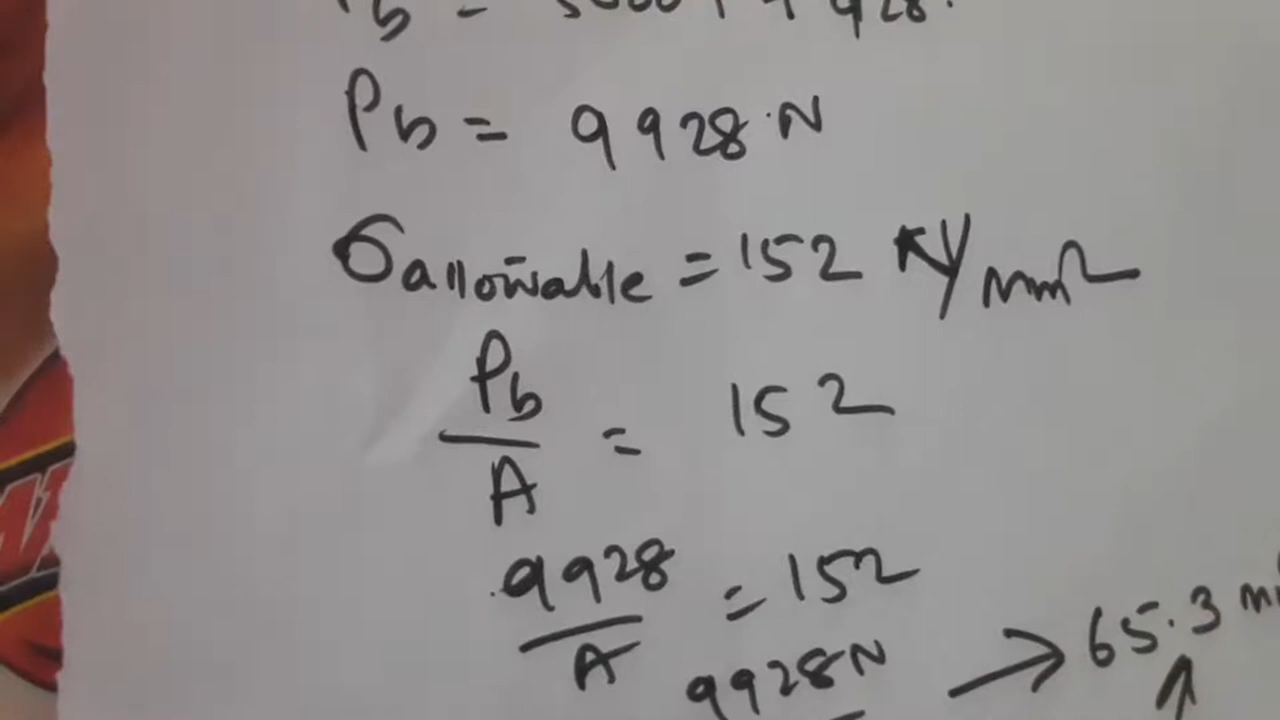 Pb = 9928 N
σallowable = 152 N/mm²
Pb/A = 152
9928/A = 152
9928N → 65.3